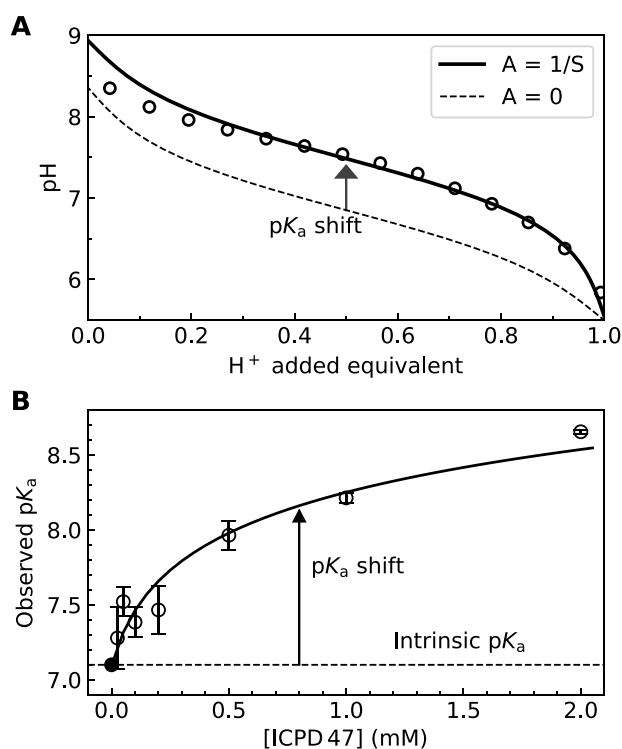 A
9
8
7
6
pH
A = 1/S
A = 0
pKa shift
0.0 0.2 0.4 0.6 0.8 1.0
H+ added equivalent
B
8.5
8.0
7.5
7.0
Observed pKa
pKa shift
Intrinsic pKa
0.0 0.5 1.0 1.5 2.0
[ICPD 47] (mM)